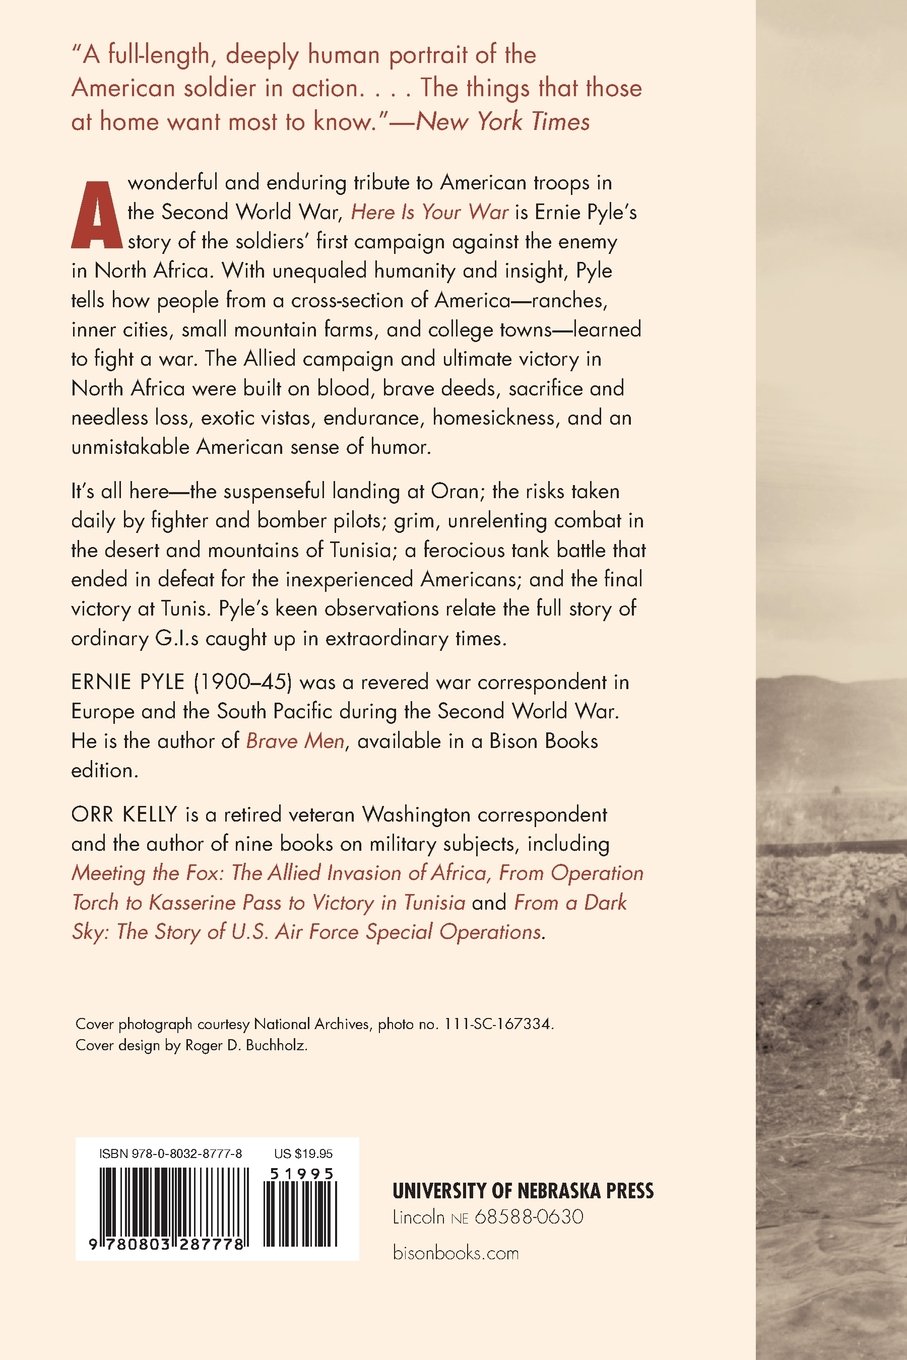 “A full-length, deeply human portrait of the
American soldier in action. . . . The things that those
at home want most to know.”—New York Times
A wonderful and enduring tribute to American troops in
the Second World War, Here Is Your War is Ernie Pyle’s
story of the soldiers’ first campaign against the enemy
in North Africa. With unequaled humanity and insight, Pyle
tells how people from a cross-section of America—ranches,
inner cities, small mountain farms, and college towns—learned
to fight a war. The Allied campaign and ultimate victory in
North Africa were built on blood, brave deeds, sacrifice and
needless loss, exotic vistas, endurance, homesickness, and an
unmistakable American sense of humor.
It’s all here—the suspenseful landing at Oran; the risks taken
daily by fighter and bomber pilots; grim, unrelenting combat in
the desert and mountains of Tunisia; a ferocious tank battle that
ended in defeat for the inexperienced Americans; and the final
victory at Tunis. Pyle’s keen observations relate the full story of
ordinary G.I.s caught up in extraordinary times.
ERNIE PYLE (1900–45) was a revered war correspondent in
Europe and the South Pacific during the Second World War.
He is the author of Brave Men, available in a Bison Books
edition.
ORR KELLY is a retired veteran Washington correspondent
and the author of nine books on military subjects, including
Meeting the Fox: The Allied Invasion of Africa, From Operation
Torch to Kasserine Pass to Victory in Tunisia and From a Dark
Sky: The Story of U.S. Air Force Special Operations.
Cover photograph courtesy National Archives, photo no. 111-SC-167334.
Cover design by Roger D. Buchholz.
ISBN 978-0-8032-8777-8 US $19.95
51995
9 780803 287778
UNIVERSITY OF NEBRASKA PRESS
Lincoln NE 68588-0630
bisonbooks.com